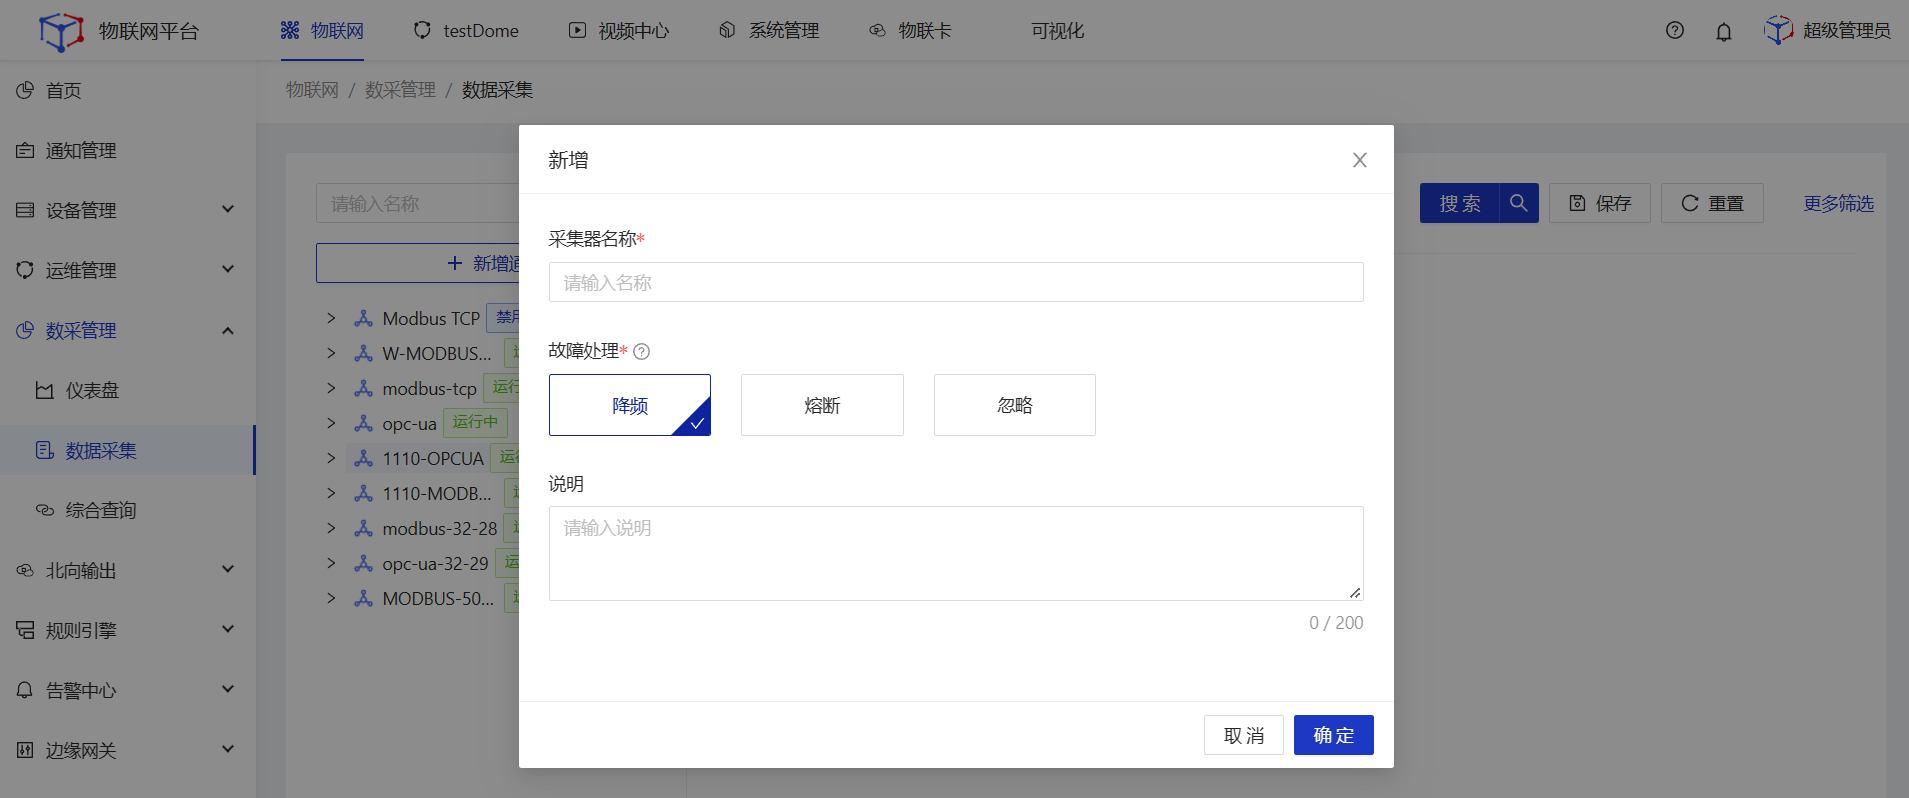 物联网平台
物联网
testDome
视频中心
系统管理
物联卡
可视化
超级管理员
首页
通知管理
设备管理
运维管理
数采管理
仪表盘
数据采集
综合查询
北向输出
规则引擎
告警中心
边缘网关
物联网 / 数采管理 / 数据采集
请输入名称
搜 索
保存
重置
更多筛选
+ 新增
Modbus TCP 禁
W-MODBUS...
modbus-tcp 运行
opc-ua 运行中
1110-OPCUA 运
1110-MODB...
modbus-32-28
opc-ua-32-29 运
MODBUS-50...
新增
采集器名称*
请输入名称
故障处理*
降频
熔断
忽略
说明
请输入说明
0 / 200
取 消
确 定